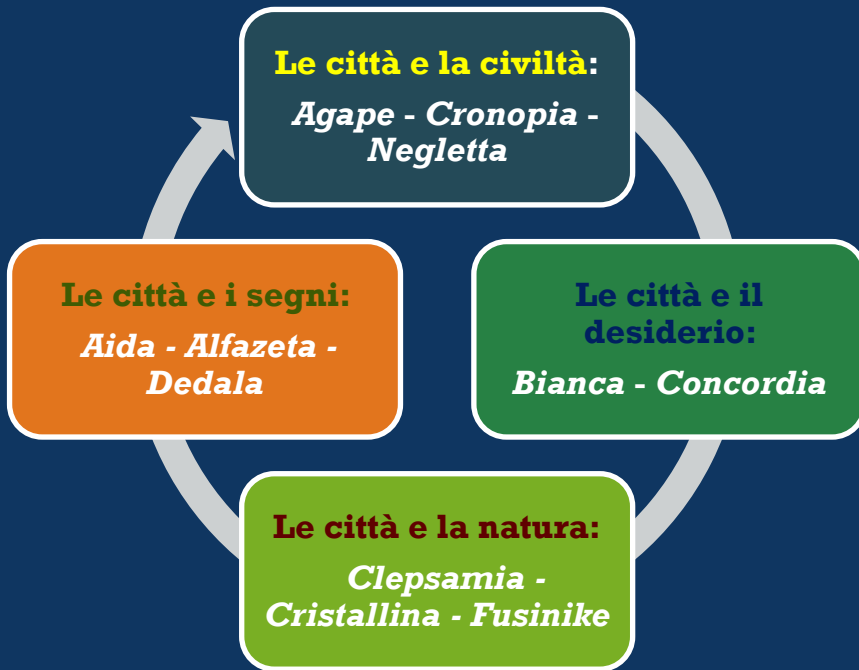 Le città e la civiltà:
Agape - Cronopia -
Negletta
Le città e i segni:
Aida - Alfazeta -
Dedala
Le città e il
desiderio:
Bianca - Concordia
Le città e la natura:
Clepsamia -
Cristallina - Fusinike